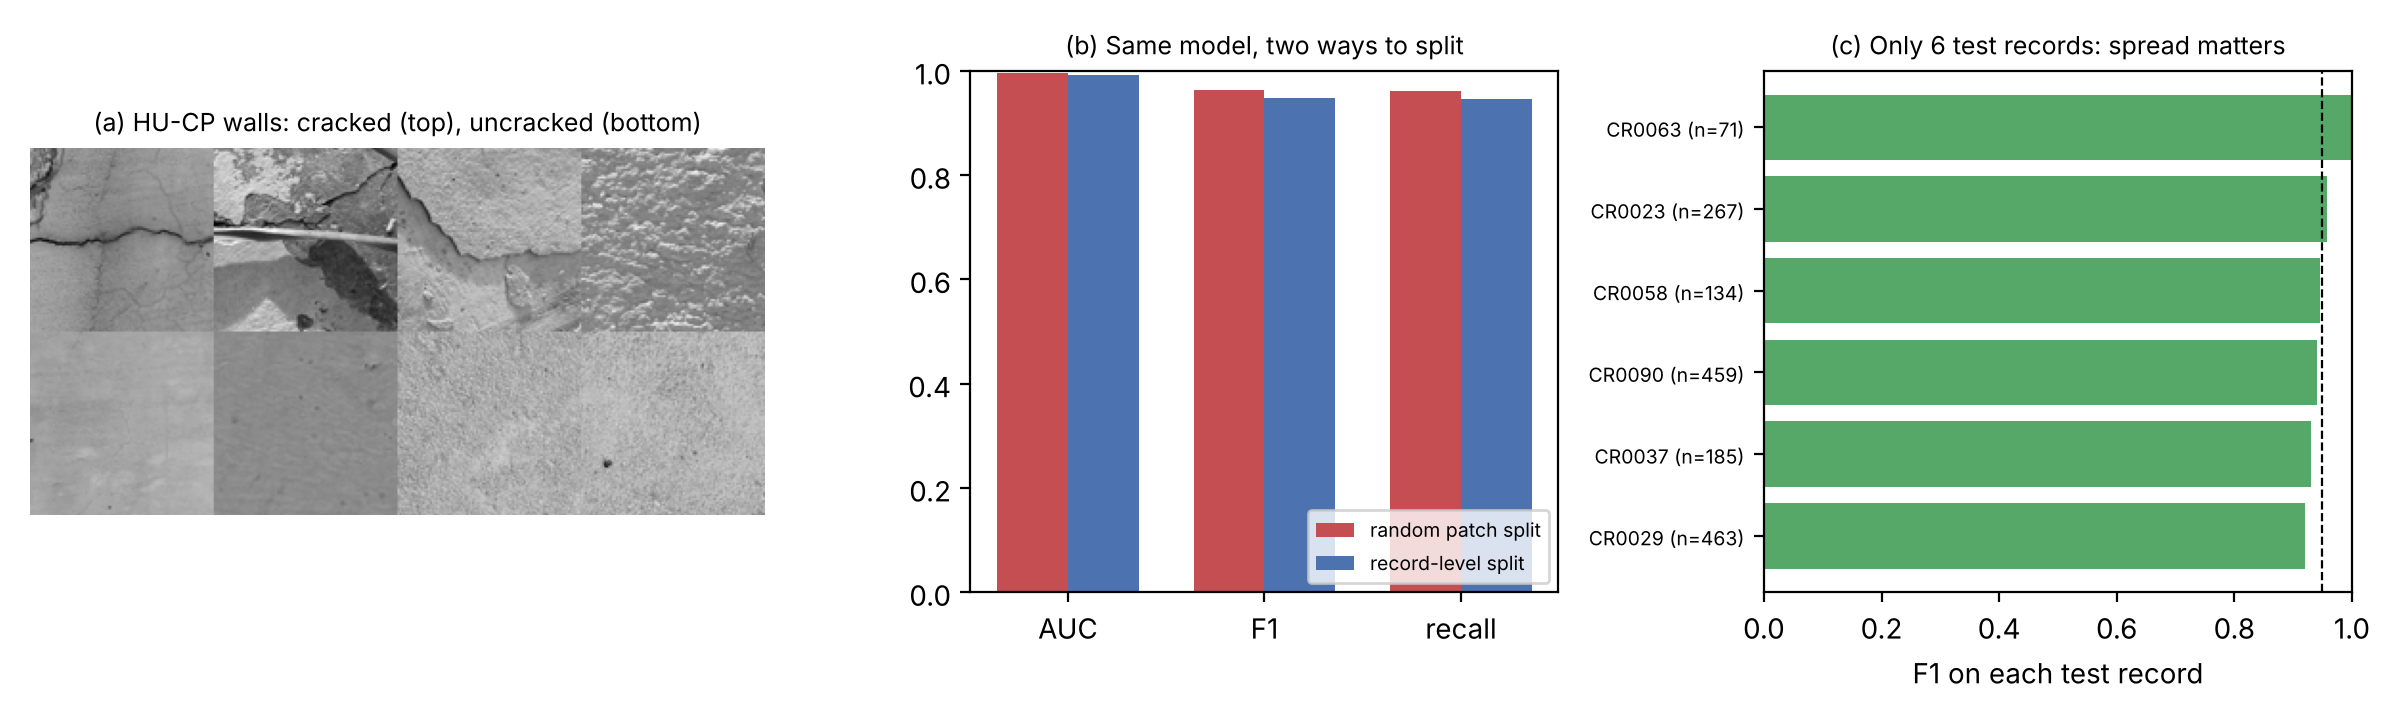 (a) HU-CP walls: cracked (top), uncracked (bottom)
(b) Same model, two ways to split
1.0
0.8
0.6
0.4
0.2
0.0
AUC
F1
recall
random patch split
record-level split
(c) Only 6 test records: spread matters
CR0063 (n=71)
CR0023 (n=267)
CR0058 (n=134)
CR0090 (n=459)
CR0037 (n=185)
CR0029 (n=463)
0.0
0.2
0.4
0.6
0.8
1.0
F1 on each test record